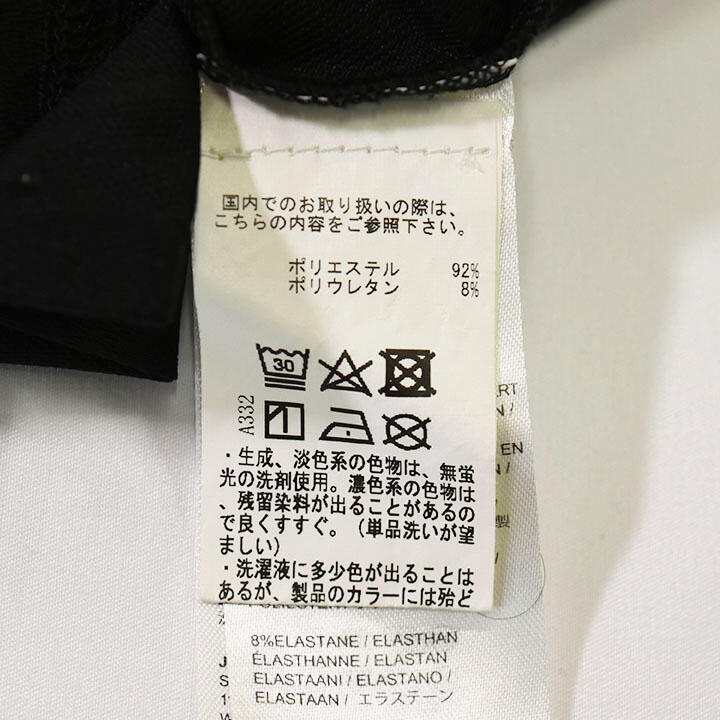 国内でのお取り扱いの際は、
こちらの内容をご参照下さい。
ポリエステル 92%
ポリウレタン 8%
30
A332
・生成、淡色系の色物は、無蛍
光の洗剤使用。濃色系の色物は
、残留染料が出ることがあるの
で良くすすぐ。（単品洗いが望
ましい）
・洗濯液に多少色が出ることは
あるが、製品のカラーには殆ど
8%ELASTANE / ELASTHAN
ÉLASTHANNE / ELASTAN
ELASTAANI / ELASTANO /
ELASTAAN / エラステーン